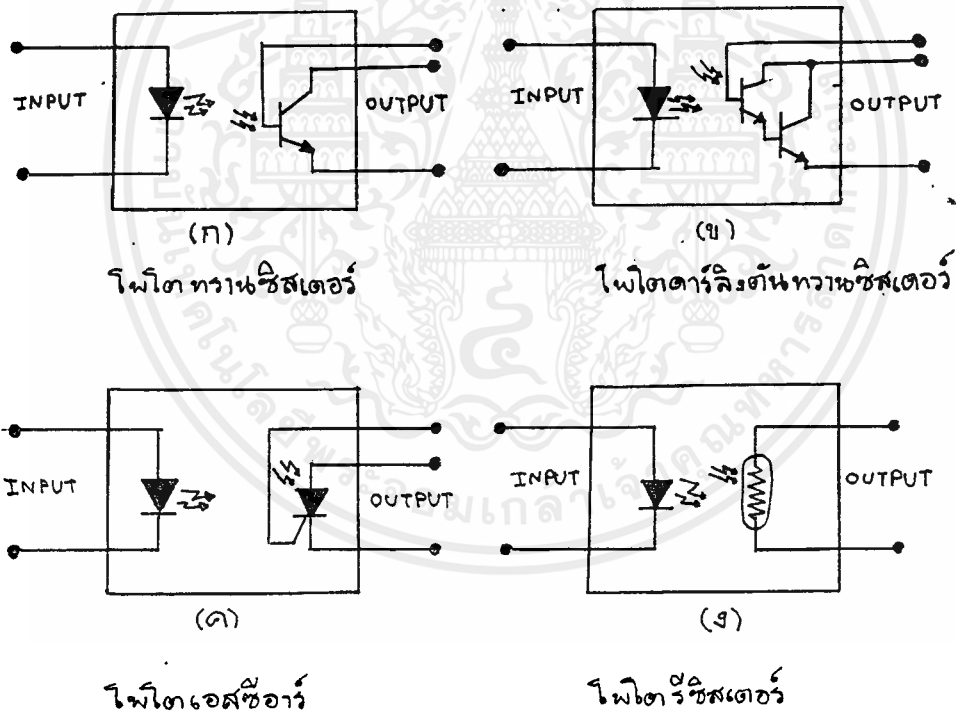 INPUT
OUTPUT
INPUT
OUTPUT
(ก)
(ข)
โฟโตทรานซิสเตอร์
โฟโตดาร์ลิงตันทรานซิสเตอร์
INPUT
OUTPUT
INPUT
OUTPUT
(ค)
(ง)
โฟโตเอสซีอาร์
โฟโตรีซิสเตอร์